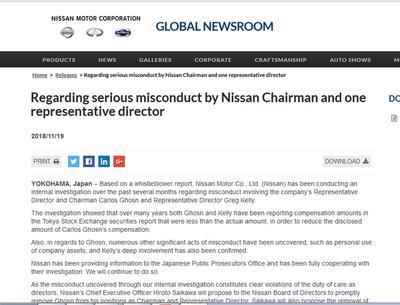 NISSAN MOTOR CORPORATION
GLOBAL NEWSROOM
PRODUCTS NEWS GALLERIES CORPORATE CRAFTSMANSHIP AUTO SHOWS
Home > Releases > Regarding serious misconduct by Nissan Chairman and one representative director
Regarding serious misconduct by Nissan Chairman and one
representative director
DO
2018/11/19
PRINT
DOWNLOAD
YOKOHAMA, Japan – Based on a whistleblower report, Nissan Motor Co., Ltd. (Nissan) has been conducting an
internal investigation over the past several months regarding misconduct involving the company's Representative
Director and Chairman Carlos Ghosn and Representative Director Greg Kelly.
The investigation showed that over many years both Ghosn and Kelly have been reporting compensation amounts in
the Tokyo Stock Exchange securities report that were less than the actual amount, in order to reduce the disclosed
amount of Carlos Ghosn's compensation.
Also, in regards to Ghosn, numerous other significant acts of misconduct have been uncovered, such as personal use
of company assets, and Kelly's deep involvement has also been confirmed.
Nissan has been providing information to the Japanese Public Prosecutors Office and has been fully cooperating with
their investigation. We will continue to do so.
As the misconduct uncovered through our internal investigation constitutes clear violations of the duty of care as
directors, Nissan's Chief Executive Officer Hiroto Saikawa will propose to the Nissan Board of Directors to promptly
remove Ghosn from his positions as Chairman and Representative Director. Saikawa will also propose the removal of